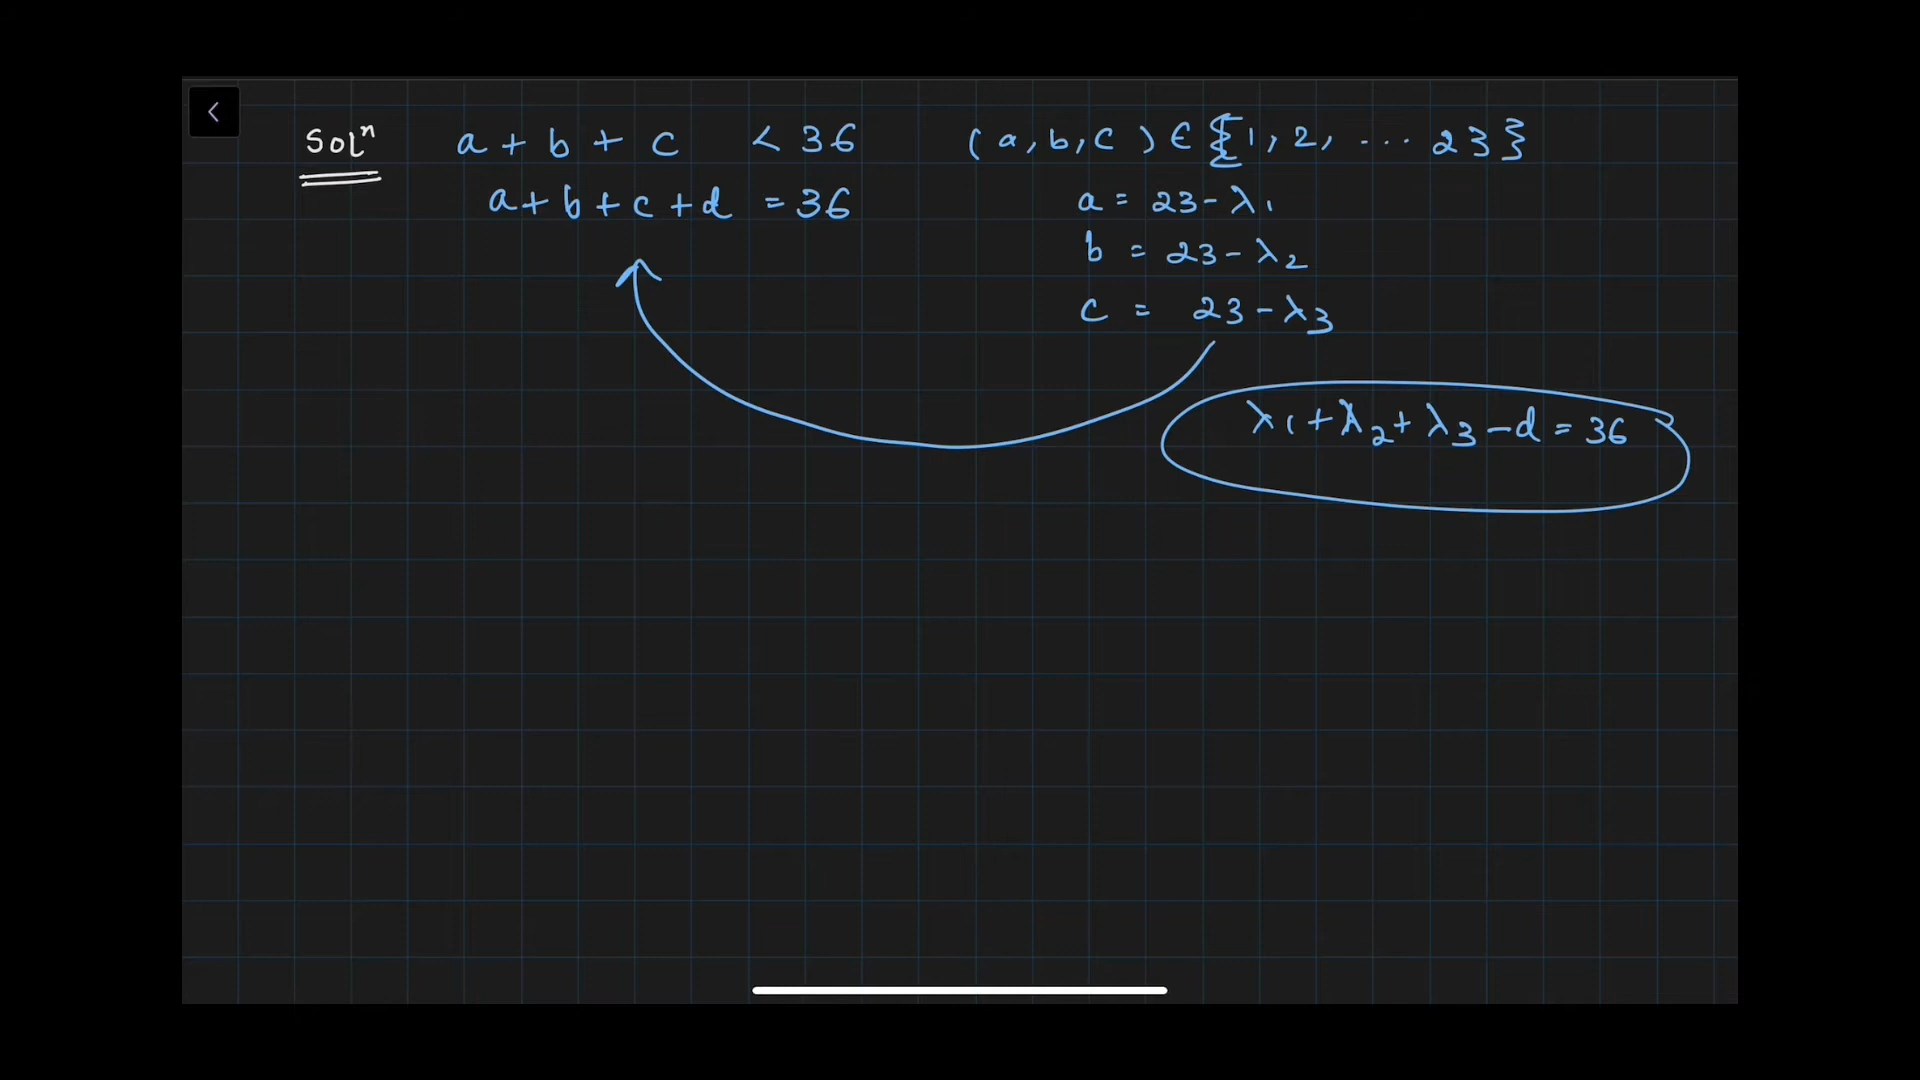 Solⁿ a + b + c < 36 (a, b, c) ∈ {1, 2, ... 23}
a + b + c + d = 36 a = 23 - λ₁
b = 23 - λ₂
c = 23 - λ₃
λ₁ + λ₂ + λ₃ - d = 36